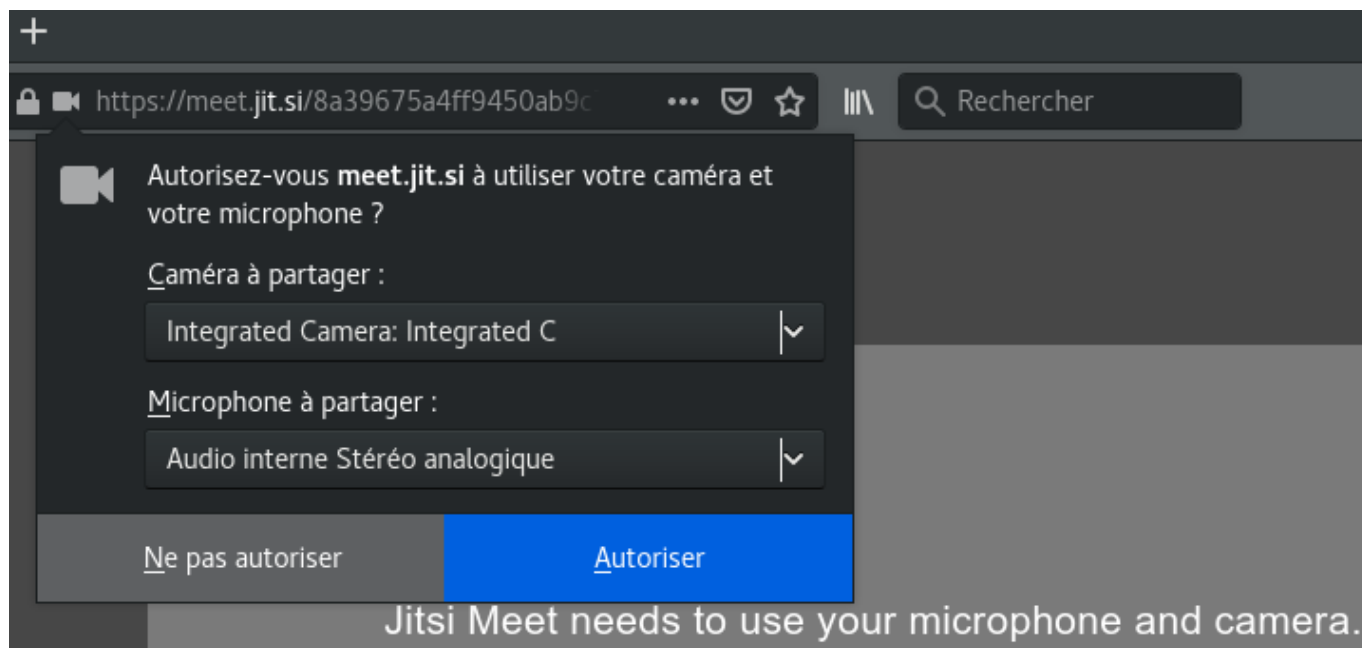 https://meet.jit.si/8a39675a4ff9450ab9c
Rechercher
Autorisez-vous meet.jit.si à utiliser votre caméra et
votre microphone ?
Caméra à partager :
Integrated Camera: Integrated C
Microphone à partager :
Audio interne Stéréo analogique
Ne pas autoriser
Autoriser
Jitsi Meet needs to use your microphone and camera.